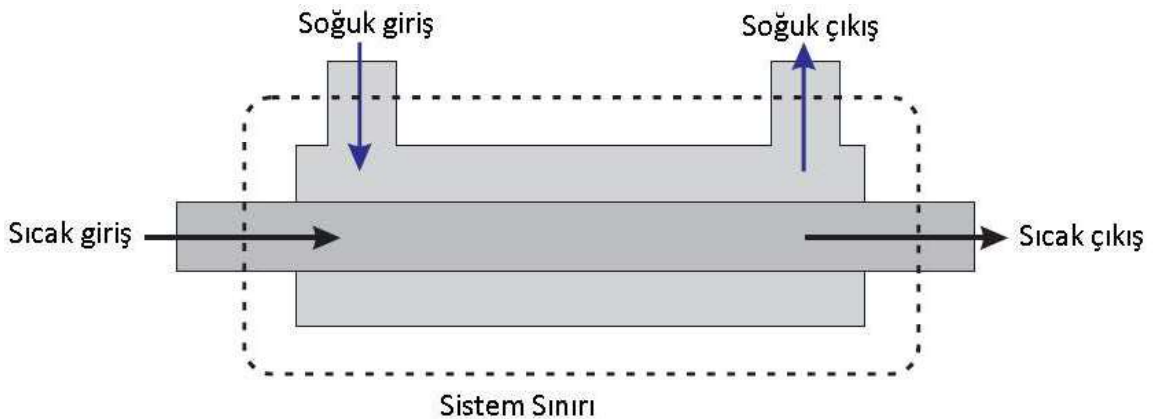 Soğuk giriş
Soğuk çıkış
Sıcak giriş
Sıcak çıkış
Sistem Sınırı